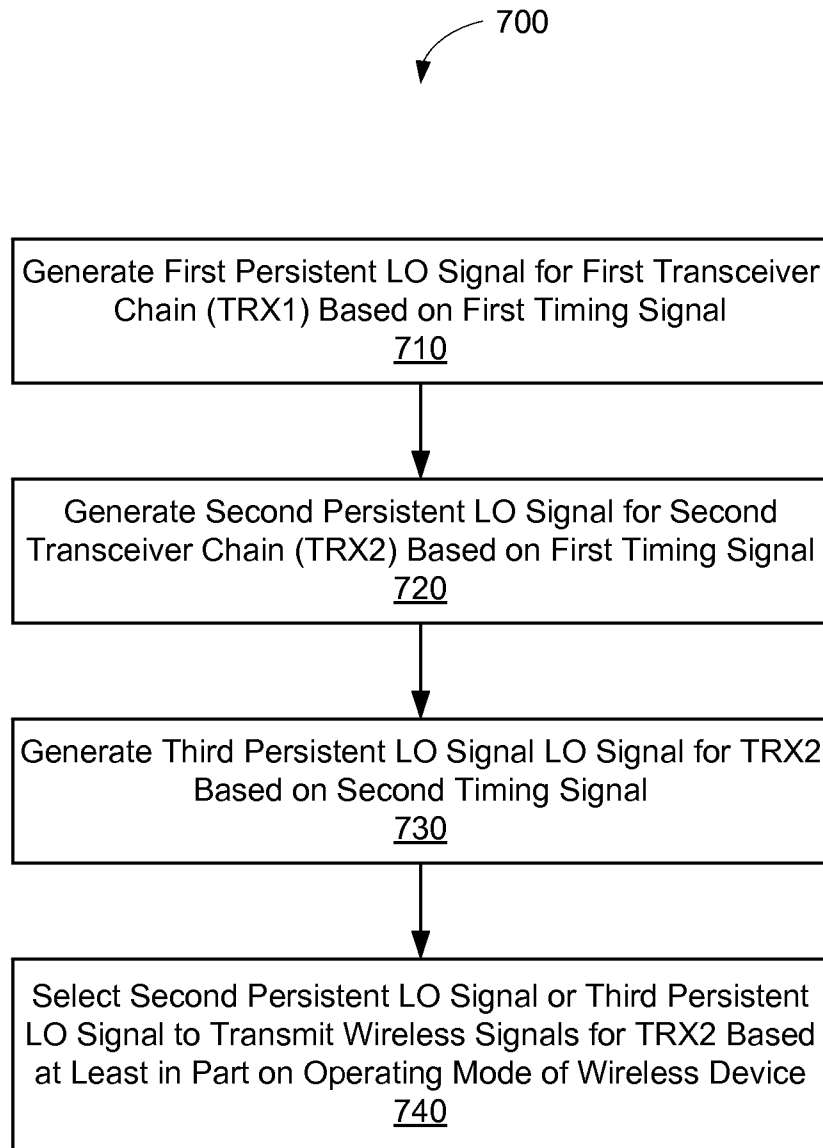 700
Generate First Persistent LO Signal for First Transceiver
Chain (TRX1) Based on First Timing Signal
710
Generate Second Persistent LO Signal for Second
Transceiver Chain (TRX2) Based on First Timing Signal
720
Generate Third Persistent LO Signal LO Signal for TRX2
Based on Second Timing Signal
730
Select Second Persistent LO Signal or Third Persistent
LO Signal to Transmit Wireless Signals for TRX2 Based
at Least in Part on Operating Mode of Wireless Device
740